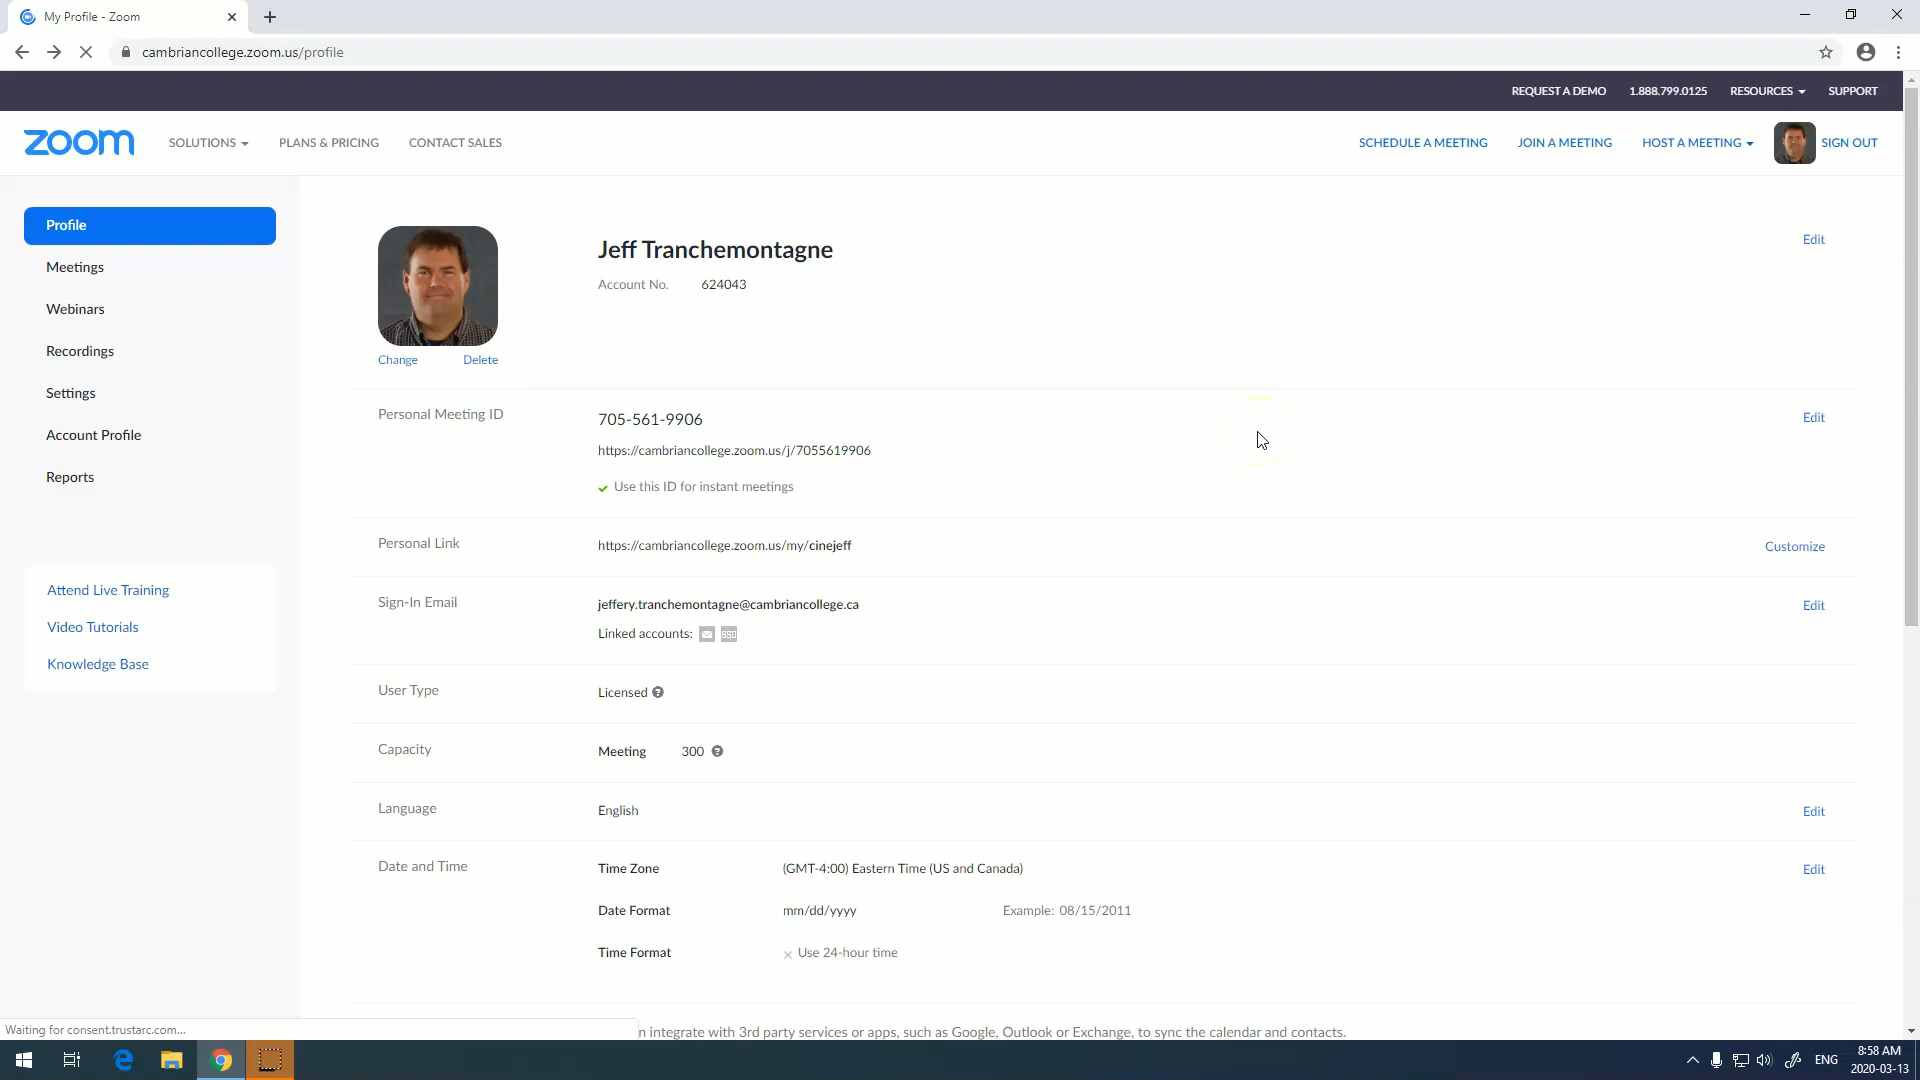 My Profile - Zoom
cambriancollege.zoom.us/profile
REQUEST A DEMO 1.888.799.0125 RESOURCES SUPPORT
zoom SOLUTIONS PLANS & PRICING CONTACT SALES SCHEDULE A MEETING JOIN A MEETING HOST A MEETING SIGN OUT
Profile
Meetings
Webinars
Recordings
Settings
Account Profile
Reports
Attend Live Training
Video Tutorials
Knowledge Base
Jeff Tranchemontagne Edit
Account No. 624043
Change Delete
Personal Meeting ID 705-561-9906 Edit
https://cambriancollege.zoom.us/j/7055619906
Use this ID for instant meetings
Personal Link https://cambriancollege.zoom.us/my/cinejeff Customize
Sign-In Email jeffery.tranchemontagne@cambriancollege.ca Edit
Linked accounts: SSO
User Type Licensed
Capacity Meeting 300
Language English Edit
Date and Time Time Zone (GMT-4:00) Eastern Time (US and Canada) Edit
Date Format mm/dd/yyyy Example: 08/15/2011
Time Format Use 24-hour time
n integrate with 3rd party services or apps, such as Google, Outlook or Exchange, to sync the calendar and contacts.
Waiting for consent.trustarc.com...
ENG 8:58 AM
2020-03-13